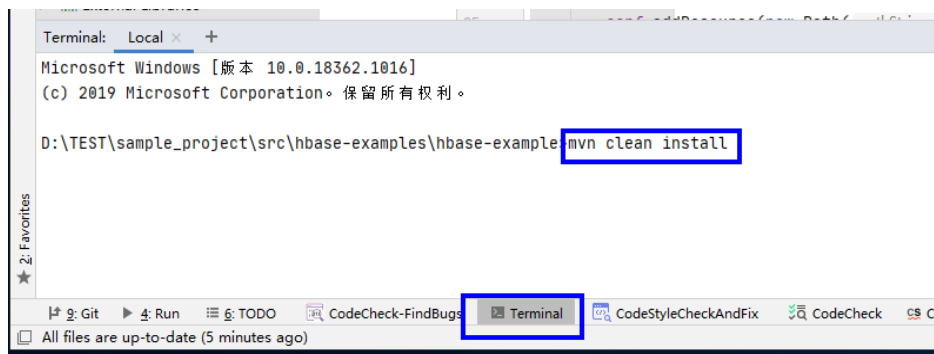 Terminal: Local × +
Microsoft Windows [版本 10.0.18362.1016]
(c) 2019 Microsoft Corporation。保留所有权利。
D:\TEST\sample_project\src\hbase-examples\hbase-example>mvn clean install
2: Favorites
9: Git 4: Run 6: TODO CodeCheck-FindBugs Terminal CodeStyleCheckAndFix CodeCheck CS
All files are up-to-date (5 minutes ago)